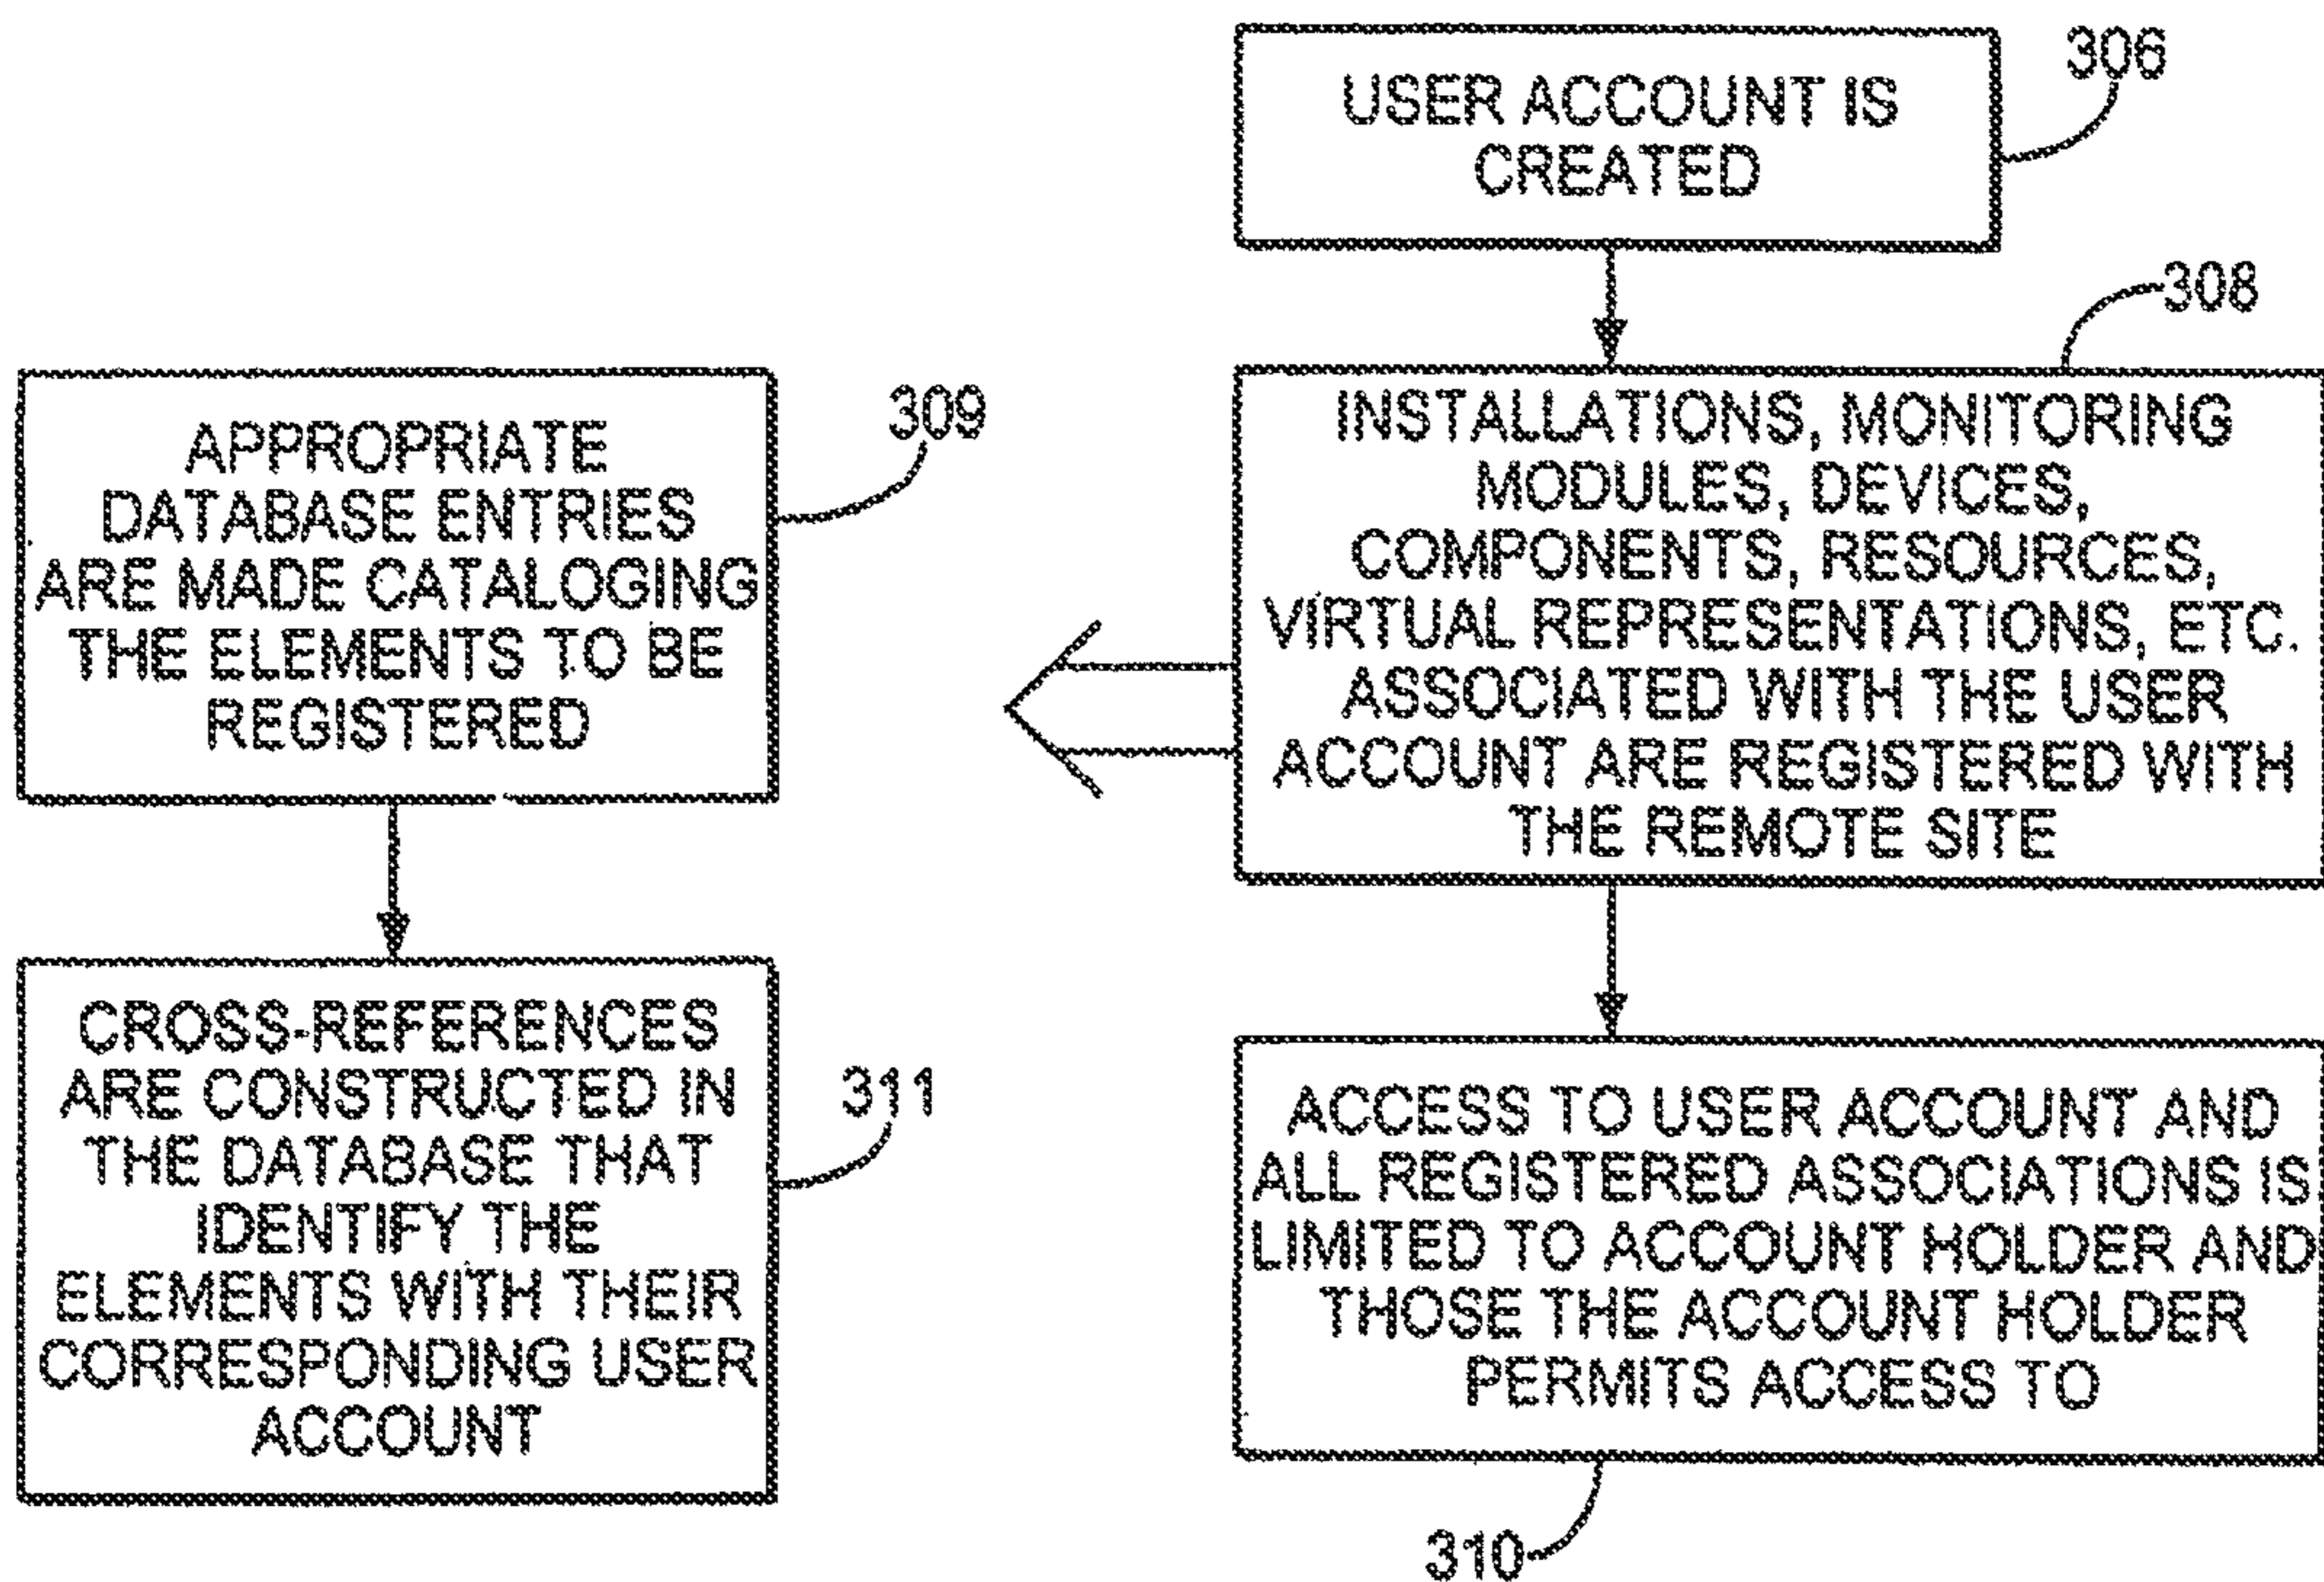 306
USER ACCOUNT IS
CREATED
308
INSTALLATIONS, MONITORING
MODULES, DEVICES,
COMPONENTS, RESOURCES,
VIRTUAL REPRESENTATIONS, ETC.
ASSOCIATED WITH THE USER
ACCOUNT ARE REGISTERED WITH
THE REMOTE SITE
309
APPROPRIATE
DATABASE ENTRIES
ARE MADE CATALOGING
THE ELEMENTS TO BE
REGISTERED
311
CROSS-REFERENCES
ARE CONSTRUCTED IN
THE DATABASE THAT
IDENTIFY THE
ELEMENTS WITH THEIR
CORRESPONDING USER
ACCOUNT
ACCESS TO USER ACCOUNT AND
ALL REGISTERED ASSOCIATIONS IS
LIMITED TO ACCOUNT HOLDER AND
THOSE THE ACCOUNT HOLDER
PERMITS ACCESS TO
310